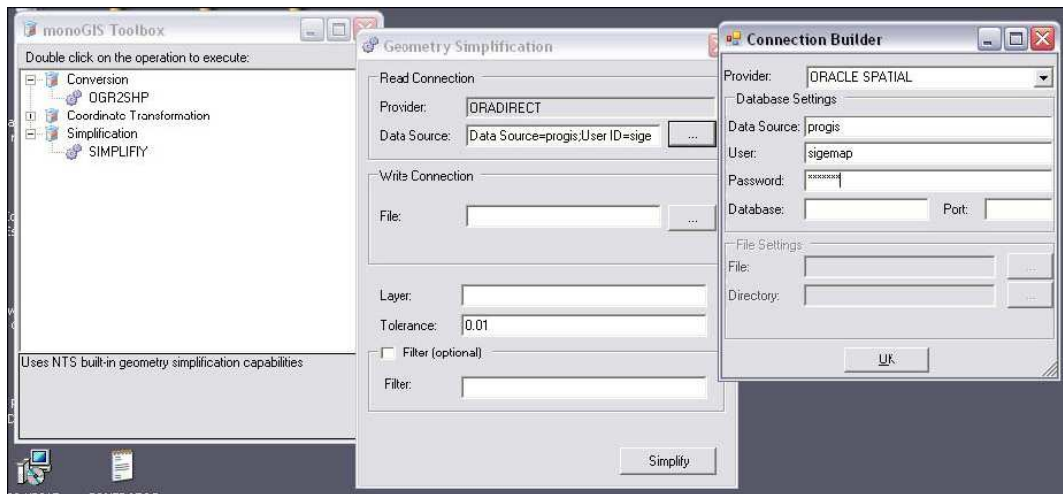 monoGIS Toolbox
Double click on the operation to execute:
Conversion
OGR2SHP
Coordinate Transformation
Simplification
SIMPLIFIY
Uses NTS built-in geometry simplification capabilities
Geometry Simplification
Read Connection
Provider: ORADIRECT
Data Source: Data Source=progis;User ID=sige ...
Write Connection
File: ...
Layer:
Tolerance: 0.01
Filter (optional)
Filter:
Simplify
Connection Builder
Provider: ORACLE SPATIAL
Database Settings
Data Source: progis
User: sigemap
Password: *******
Database: Port:
File Settings
File: ...
Directory: ...
OK